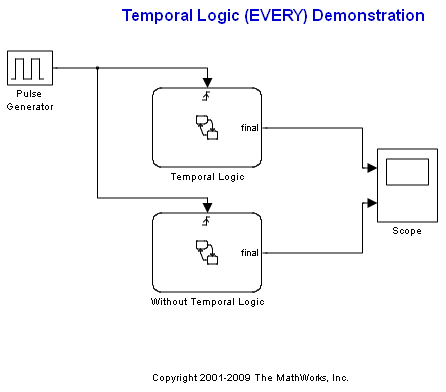 Temporal Logic (EVERY) Demonstration
Pulse
Generator
final
Temporal Logic
Scope
final
Without Temporal Logic
Copyright 2001-2009 The MathWorks, Inc.